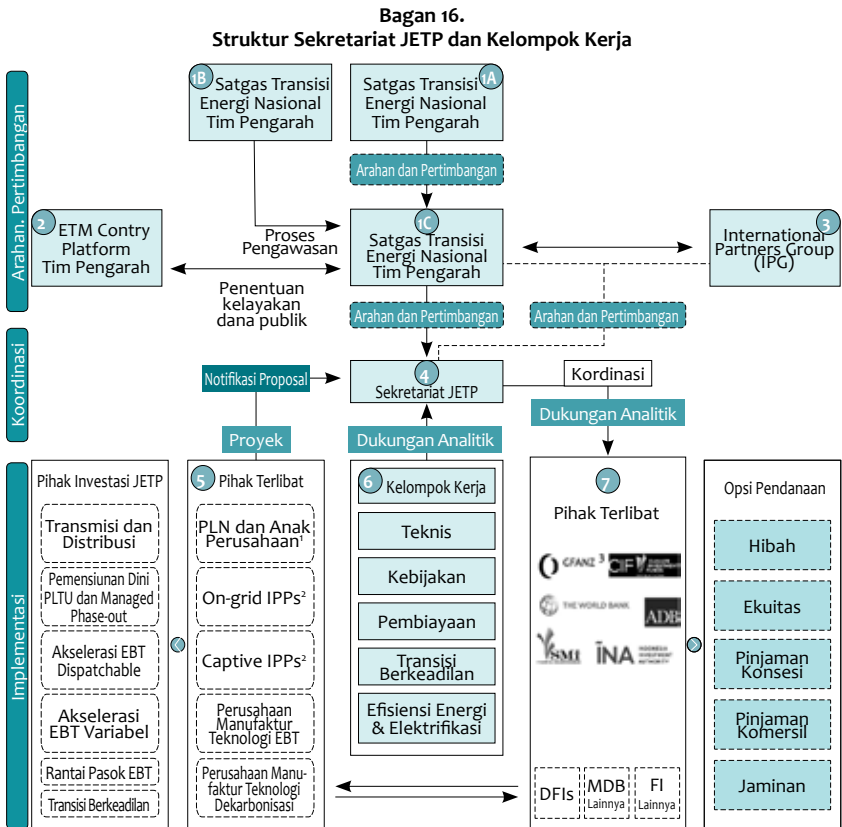 Bagan 16.
Struktur Sekretariat JETP dan Kelompok Kerja
Arahan. Pertimbangan
1B
Satgas Transisi
Energi Nasional
Tim Pengarah
1A
Satgas Transisi
Energi Nasional
Tim Pengarah
Arahan dan Pertimbangan
2
ETM Contry
Platform
Tim Pengarah
Proses
Pengawasan
Penentuan
kelayakan
dana publik
1C
Satgas Transisi
Energi Nasional
Tim Pengarah
3
International
Partners Group
(IPG)
Arahan dan Pertimbangan
Arahan dan Pertimbangan
Koordinasi
Notifikasi Proposal
4
Sekretariat JETP
Kordinasi
Proyek
Dukungan Analitik
Dukungan Analitik
Implementasi
Pihak Investasi JETP
Transmisi dan
Distribusi
Pemensiunan Dini
PLTU dan Managed
Phase-out
Akselerasi EBT
Dispatchable
Akselerasi
EBT Variabel
Rantai Pasok EBT
Transisi Berkeadilan
5
Pihak Terlibat
PLN dan Anak
Perusahaan¹
On-grid IPPs²
Captive IPPs²
Perusahaan
Manufaktur
Teknologi EBT
Perusahaan Manu-
faktur Teknologi
Dekarbonisasi
6
Kelompok Kerja
Teknis
Kebijakan
Pembiayaan
Transisi
Berkeadilan
Efisiensi Energi
& Elektrifikasi
7
Pihak Terlibat
GFANZ ³
CIF
THE WORLD BANK
ADB
SMI
INA
INDONESIA
INVESTMENT
AUTHORITY
DFIs
MDB
Lainnya
FI
Lainnya
Opsi Pendanaan
Hibah
Ekuitas
Pinjaman
Konsesi
Pinjaman
Komersil
Jaminan